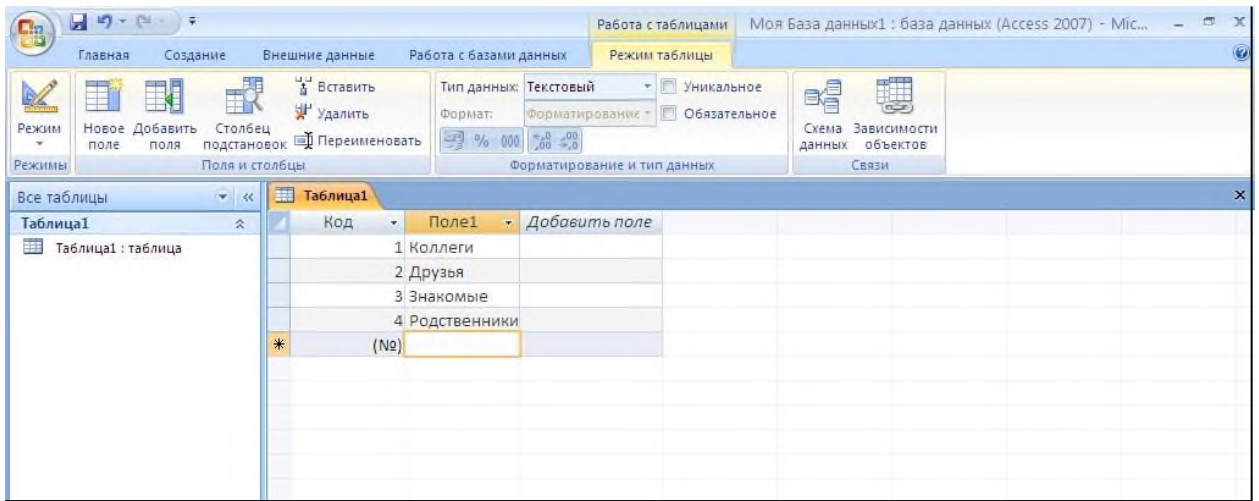 Работа с таблицами
Моя База данных1 : база данных (Access 2007) - Mic...
Главная Создание Внешние данные Работа с базами данных Режим таблицы
Режим
Новое поле
Добавить поля
Столбец подстановок
Вставить
Удалить
Переименовать
Тип данных: Текстовый
Формат: Форматирование
% 000
Уникальное
Обязательное
Схема данных
Зависимости объектов
Режимы Поля и столбцы Форматирование и тип данных Связи
Все таблицы
Таблица1
Таблица1 : таблица
Таблица1
Код Поле1 Добавить поле
1 Коллеги
2 Друзья
3 Знакомые
4 Родственники
* (№)